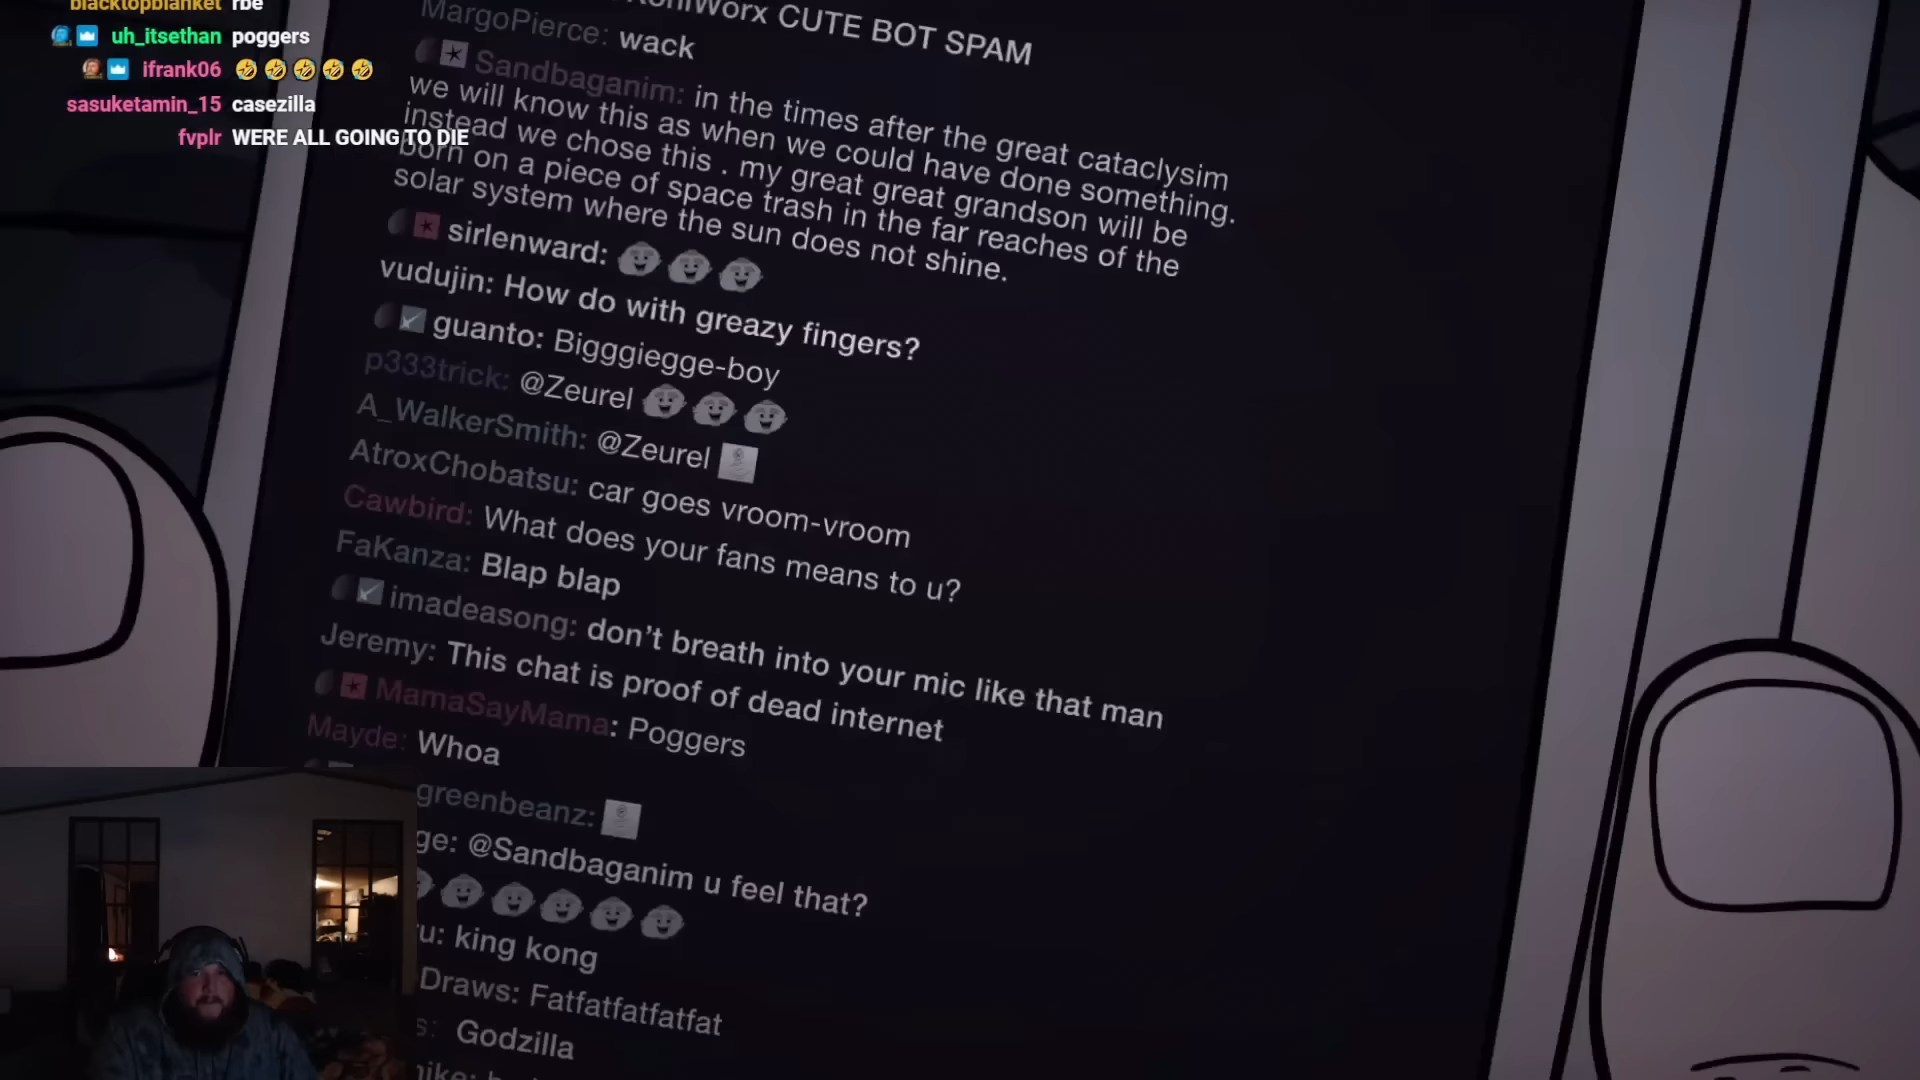 blacktopblanket rbe
uh_itsethan poggers
ifrank06 🤣🤣🤣🤣🤣
sasuketamin_15 casezilla
fvplr WERE ALL GOING TO DIE
CUTE BOT SPAM
MargoPierce: wack
Sandbaganim: in the times after the great cataclysim
we will know this as when we could have done something.
instead we chose this . my great great grandson will be
born on a piece of space trash in the far reaches of the
solar system where the sun does not shine.
sirlenward:
vudujin: How do with greazy fingers?
guanto: Bigggiegge-boy
p333trick: @Zeurel
A_WalkerSmith: @Zeurel
AtroxChobatsu: car goes vroom-vroom
Cawbird: What does your fans means to u?
FaKanza: Blap blap
imadeasong: don't breath into your mic like that man
Jeremy: This chat is proof of dead internet
MamaSayMama: Poggers
Mayde: Whoa
greenbeanz:
ge: @Sandbaganim u feel that?
u: king kong
Draws: Fatfatfatfatfat
s: Godzilla